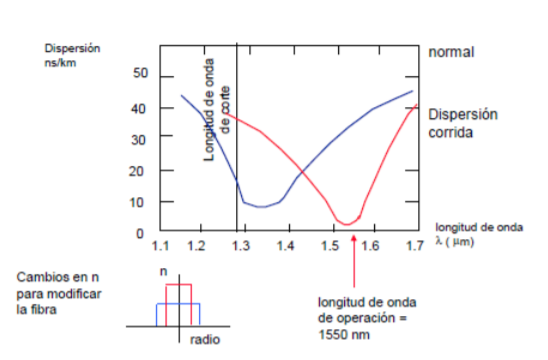 Dispersión
ns/km
normal
50
40
30
20
10
0
Longitud de onda
de corte
Dispersión
corrida
1.1 1.2 1.3 1.4 1.5 1.6 1.7
longitud de onda
λ ( μm)
Cambios en n
para modificar
la fibra
n
radio
longitud de onda
de operación =
1550 nm